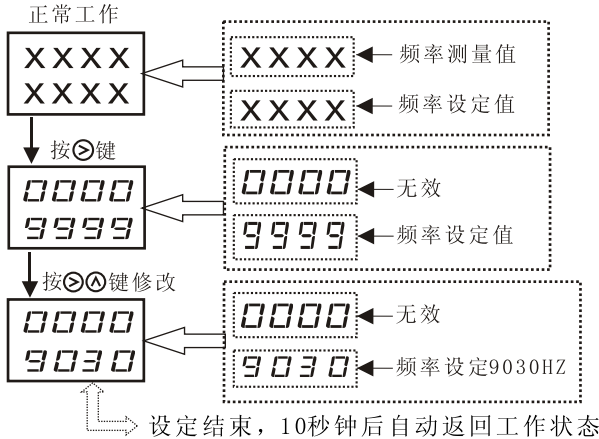 正常工作
XXXX
XXXX
XXXX
频率测量值
XXXX
频率设定值
按>键
0000
9999
0000
无效
9999
频率设定值
按>∧键修改
0000
9030
0000
无效
9030
频率设定9030HZ
设定结束，10秒钟后自动返回工作状态